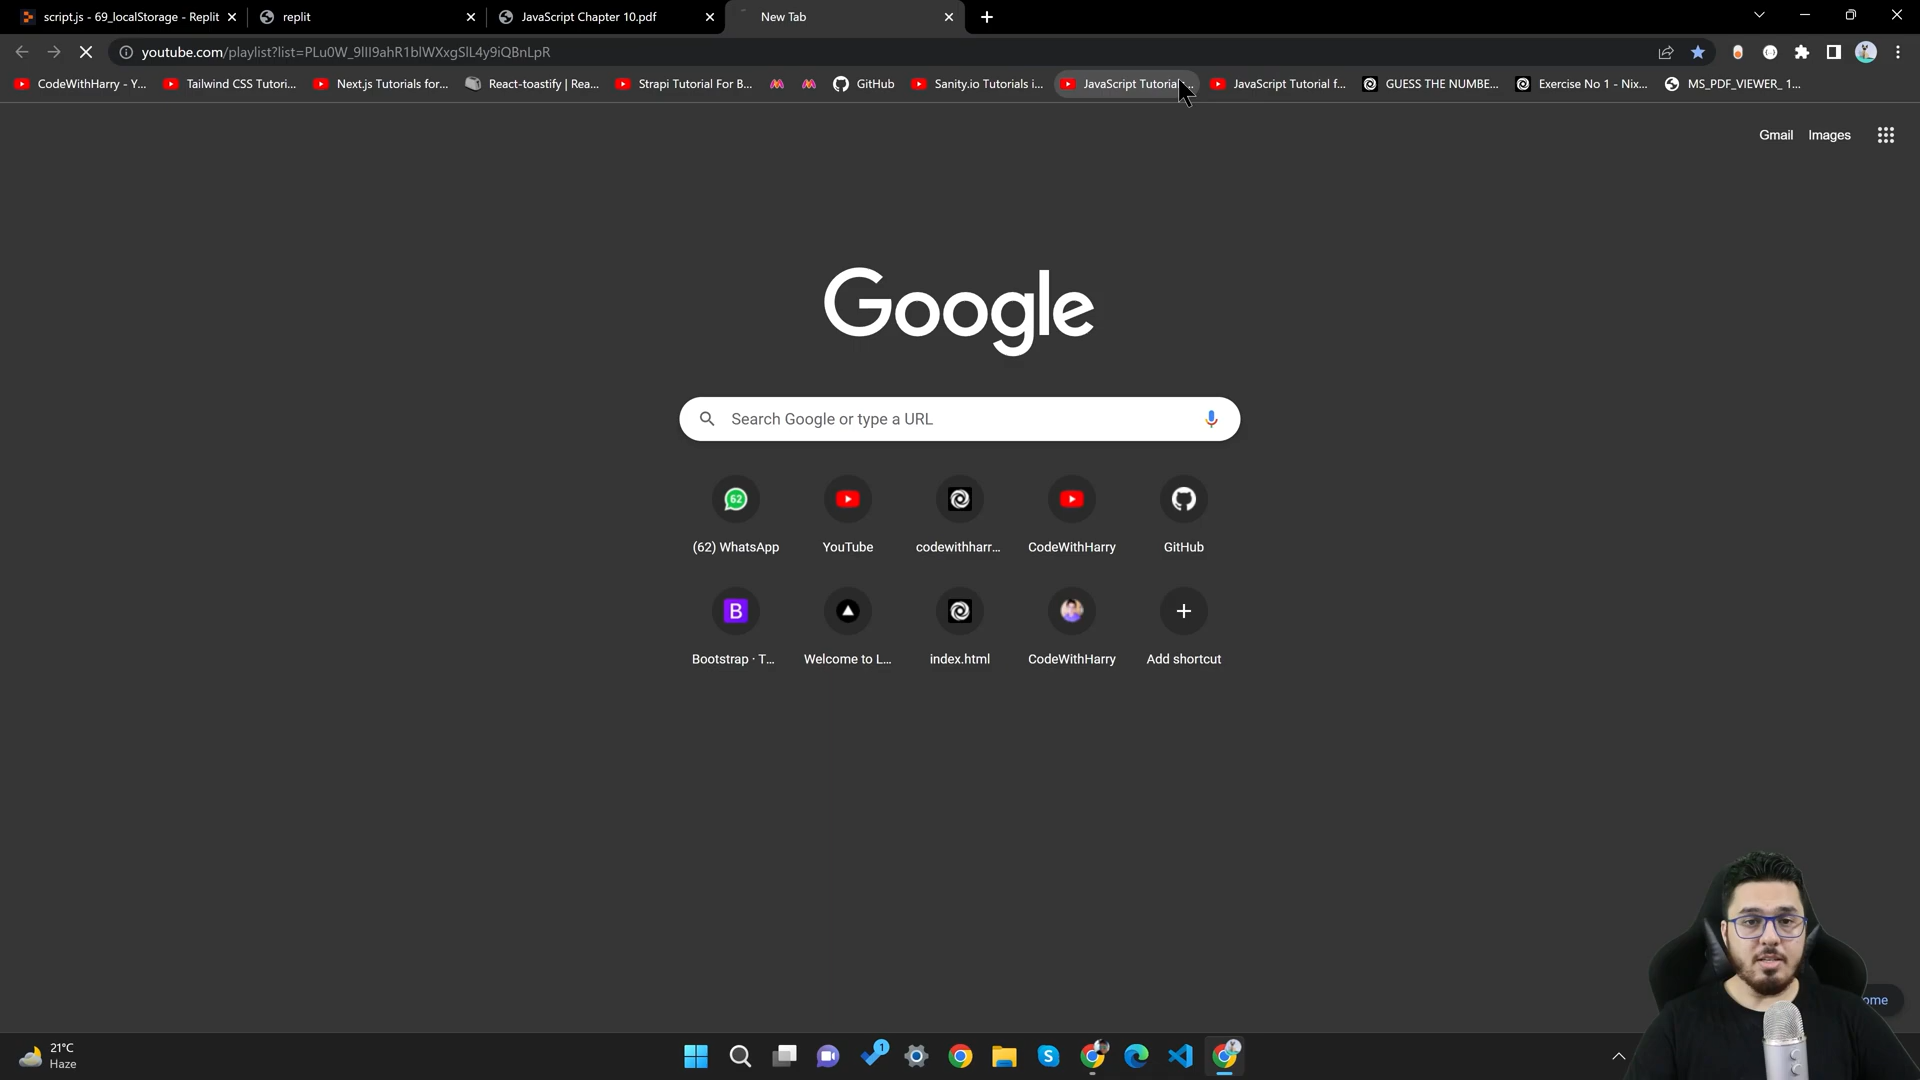 script.js - 69_localStorage - Replit
replit
JavaScript Chapter 10.pdf
New Tab
youtube.com/playlist?list=PLu0W_9lII9ahR1blWXxgSlL4y9iQBnLpR
CodeWithHarry - Y...
Tailwind CSS Tutori...
Next.js Tutorials for...
React-toastify | Rea...
Strapi Tutorial For B...
GitHub
Sanity.io Tutorials i...
JavaScript Tutorial
JavaScript Tutorial f...
GUESS THE NUMBE...
Exercise No 1 - Nix...
MS_PDF_VIEWER_ 1...
Gmail
Images
Google
Search Google or type a URL
62
(62) WhatsApp
YouTube
codewithharr...
CodeWithHarry
GitHub
B
Bootstrap · T...
Welcome to L...
index.html
CodeWithHarry
Add shortcut
ome
21°C
Haze
1
S